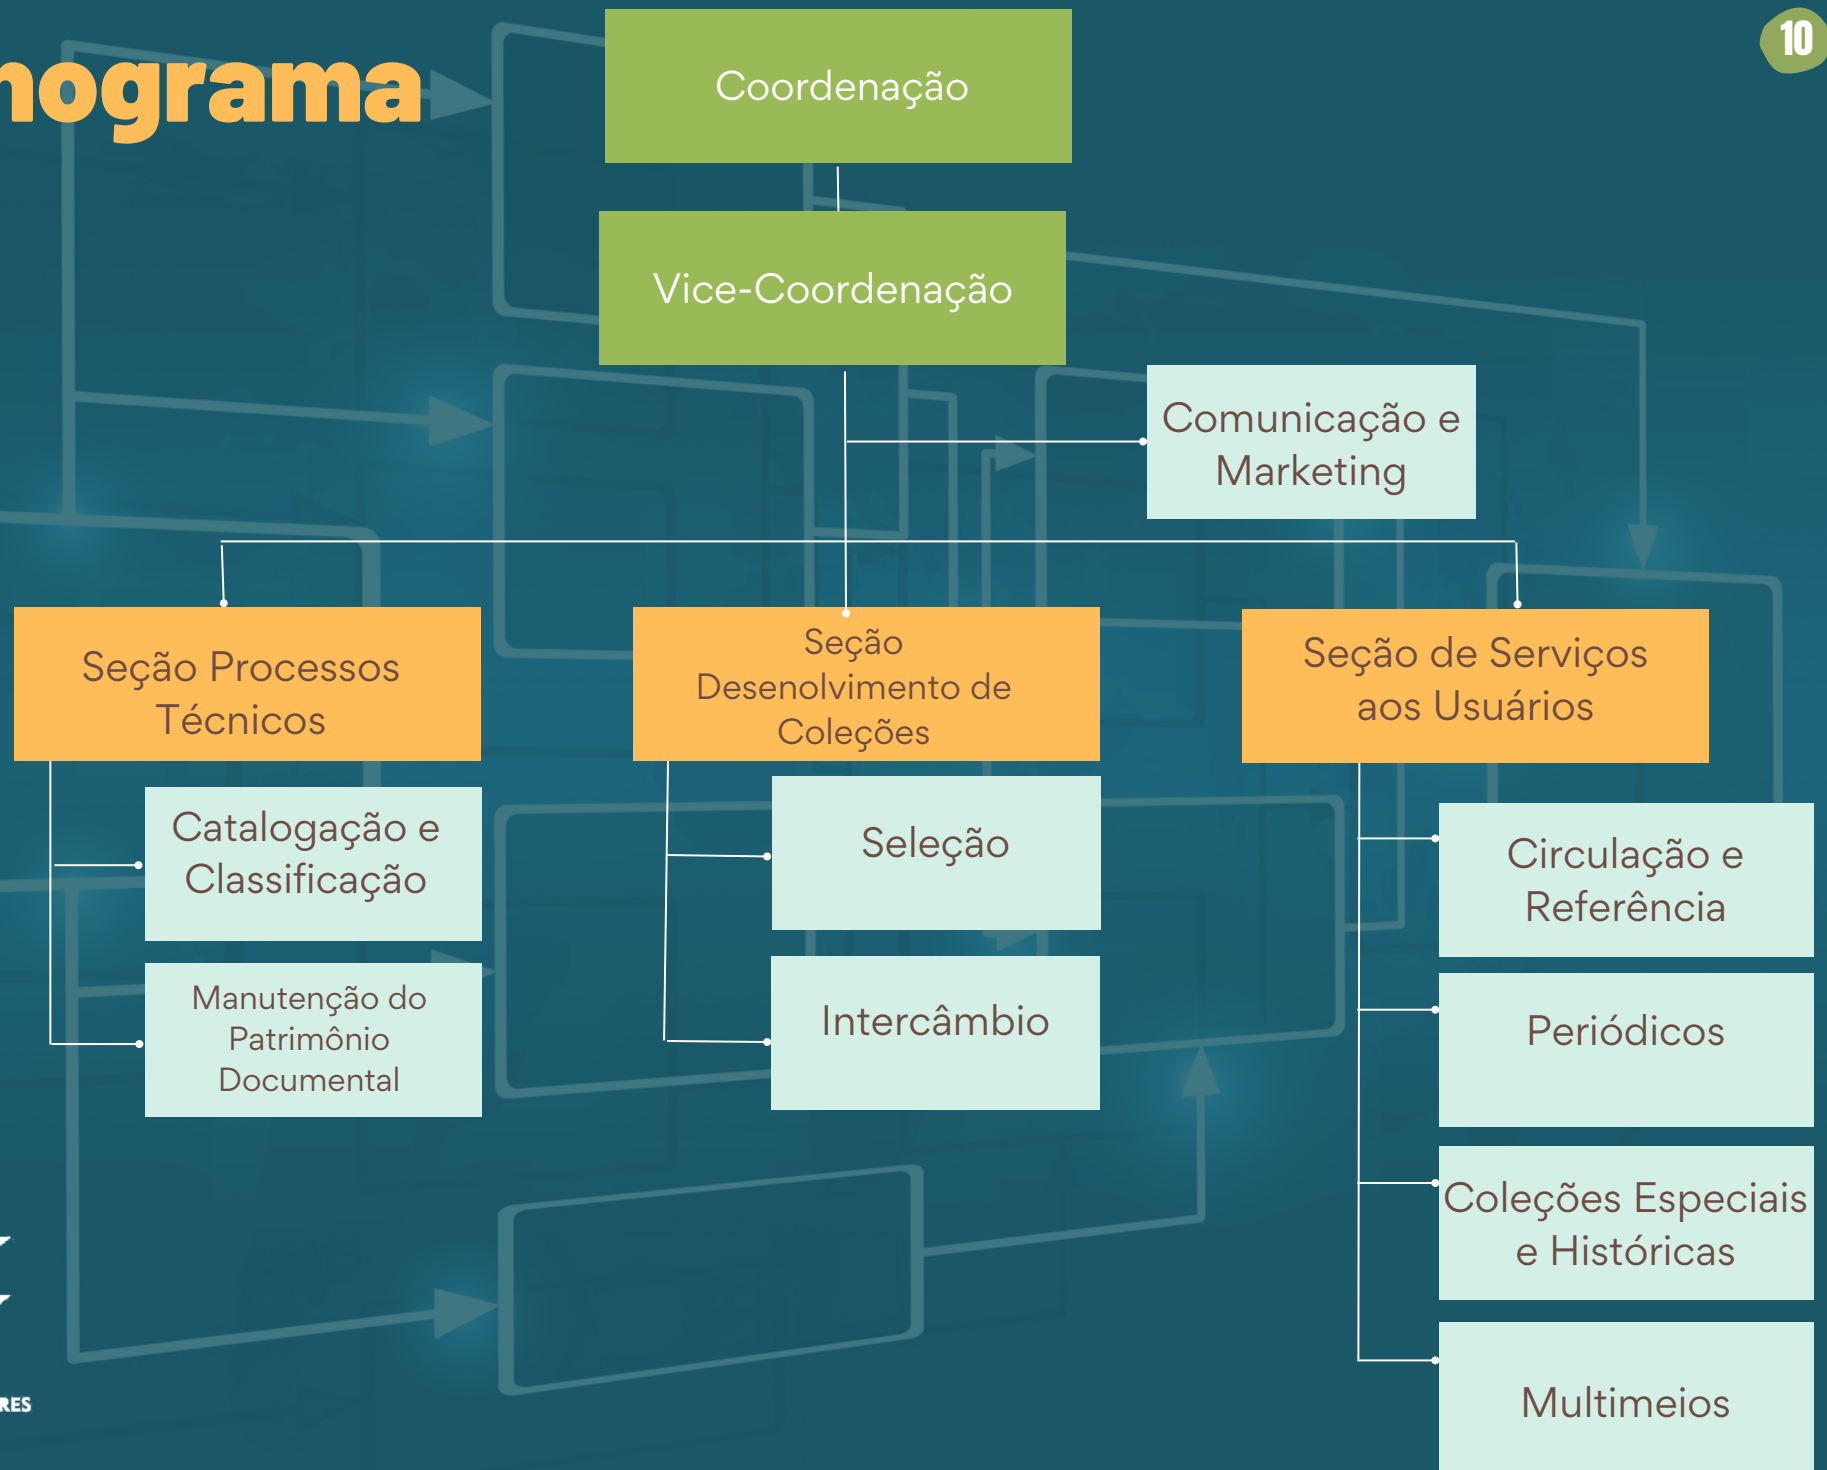 nograma
10
Coordenação
Vice-Coordenação
Comunicação e
Marketing
Seção Processos
Técnicos
Seção
Desenolvimento de
Coleções
Seção de Serviços
aos Usuários
Catalogação e
Classificação
Manutenção do
Patrimônio
Documental
Seleção
Intercâmbio
Circulação e
Referência
Periódicos
Coleções Especiais
e Históricas
Multimeios
RES